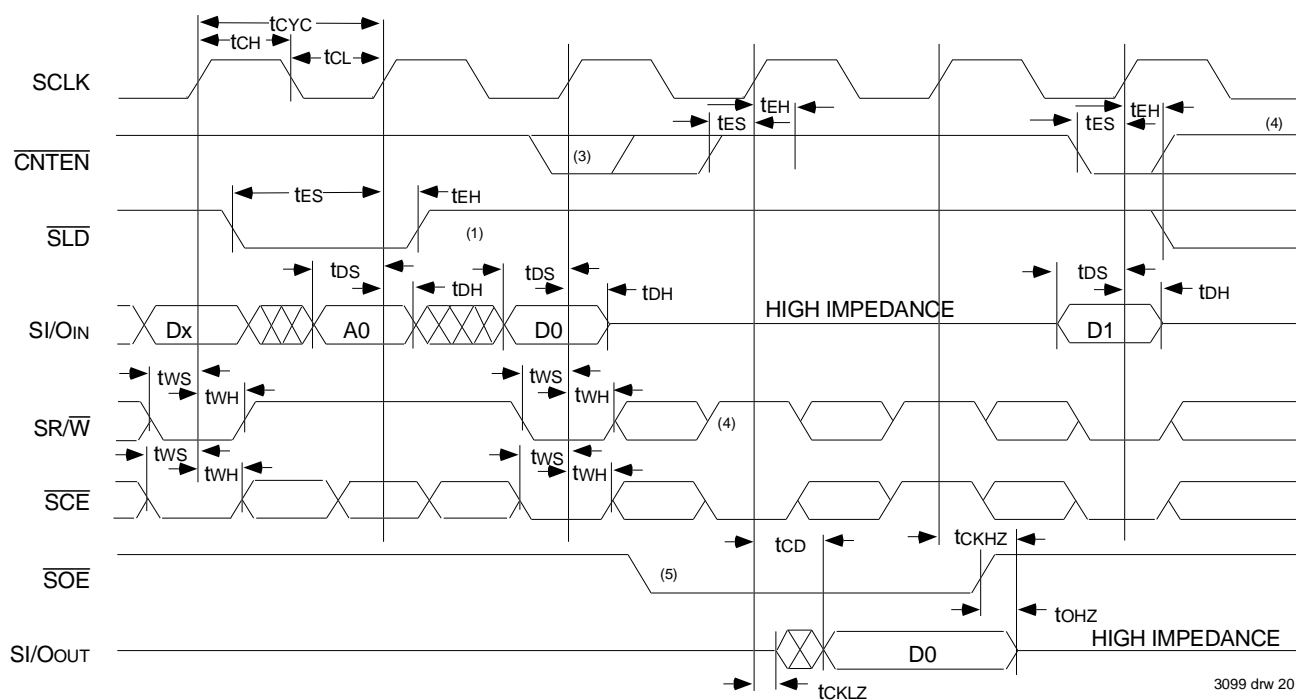 tCYC
tCH
tCL
SCLK
tEH
tES
tEH
tES
(4)
CNTEN
(3)
tES
tEH
SLD
(1)
tDS
tDH
tDS
tDH
HIGH IMPEDANCE
tDS
tDH
SI/OIN
Dx
A0
D0
D1
tWS
tWH
tWS
tWH
SR/W
(4)
tWS
tWH
tWS
tWH
SCE
tCD
tCKHZ
SOE
(5)
tOHZ
SI/OOUT
D0
HIGH IMPEDANCE
tCKLZ
3099 drw 20